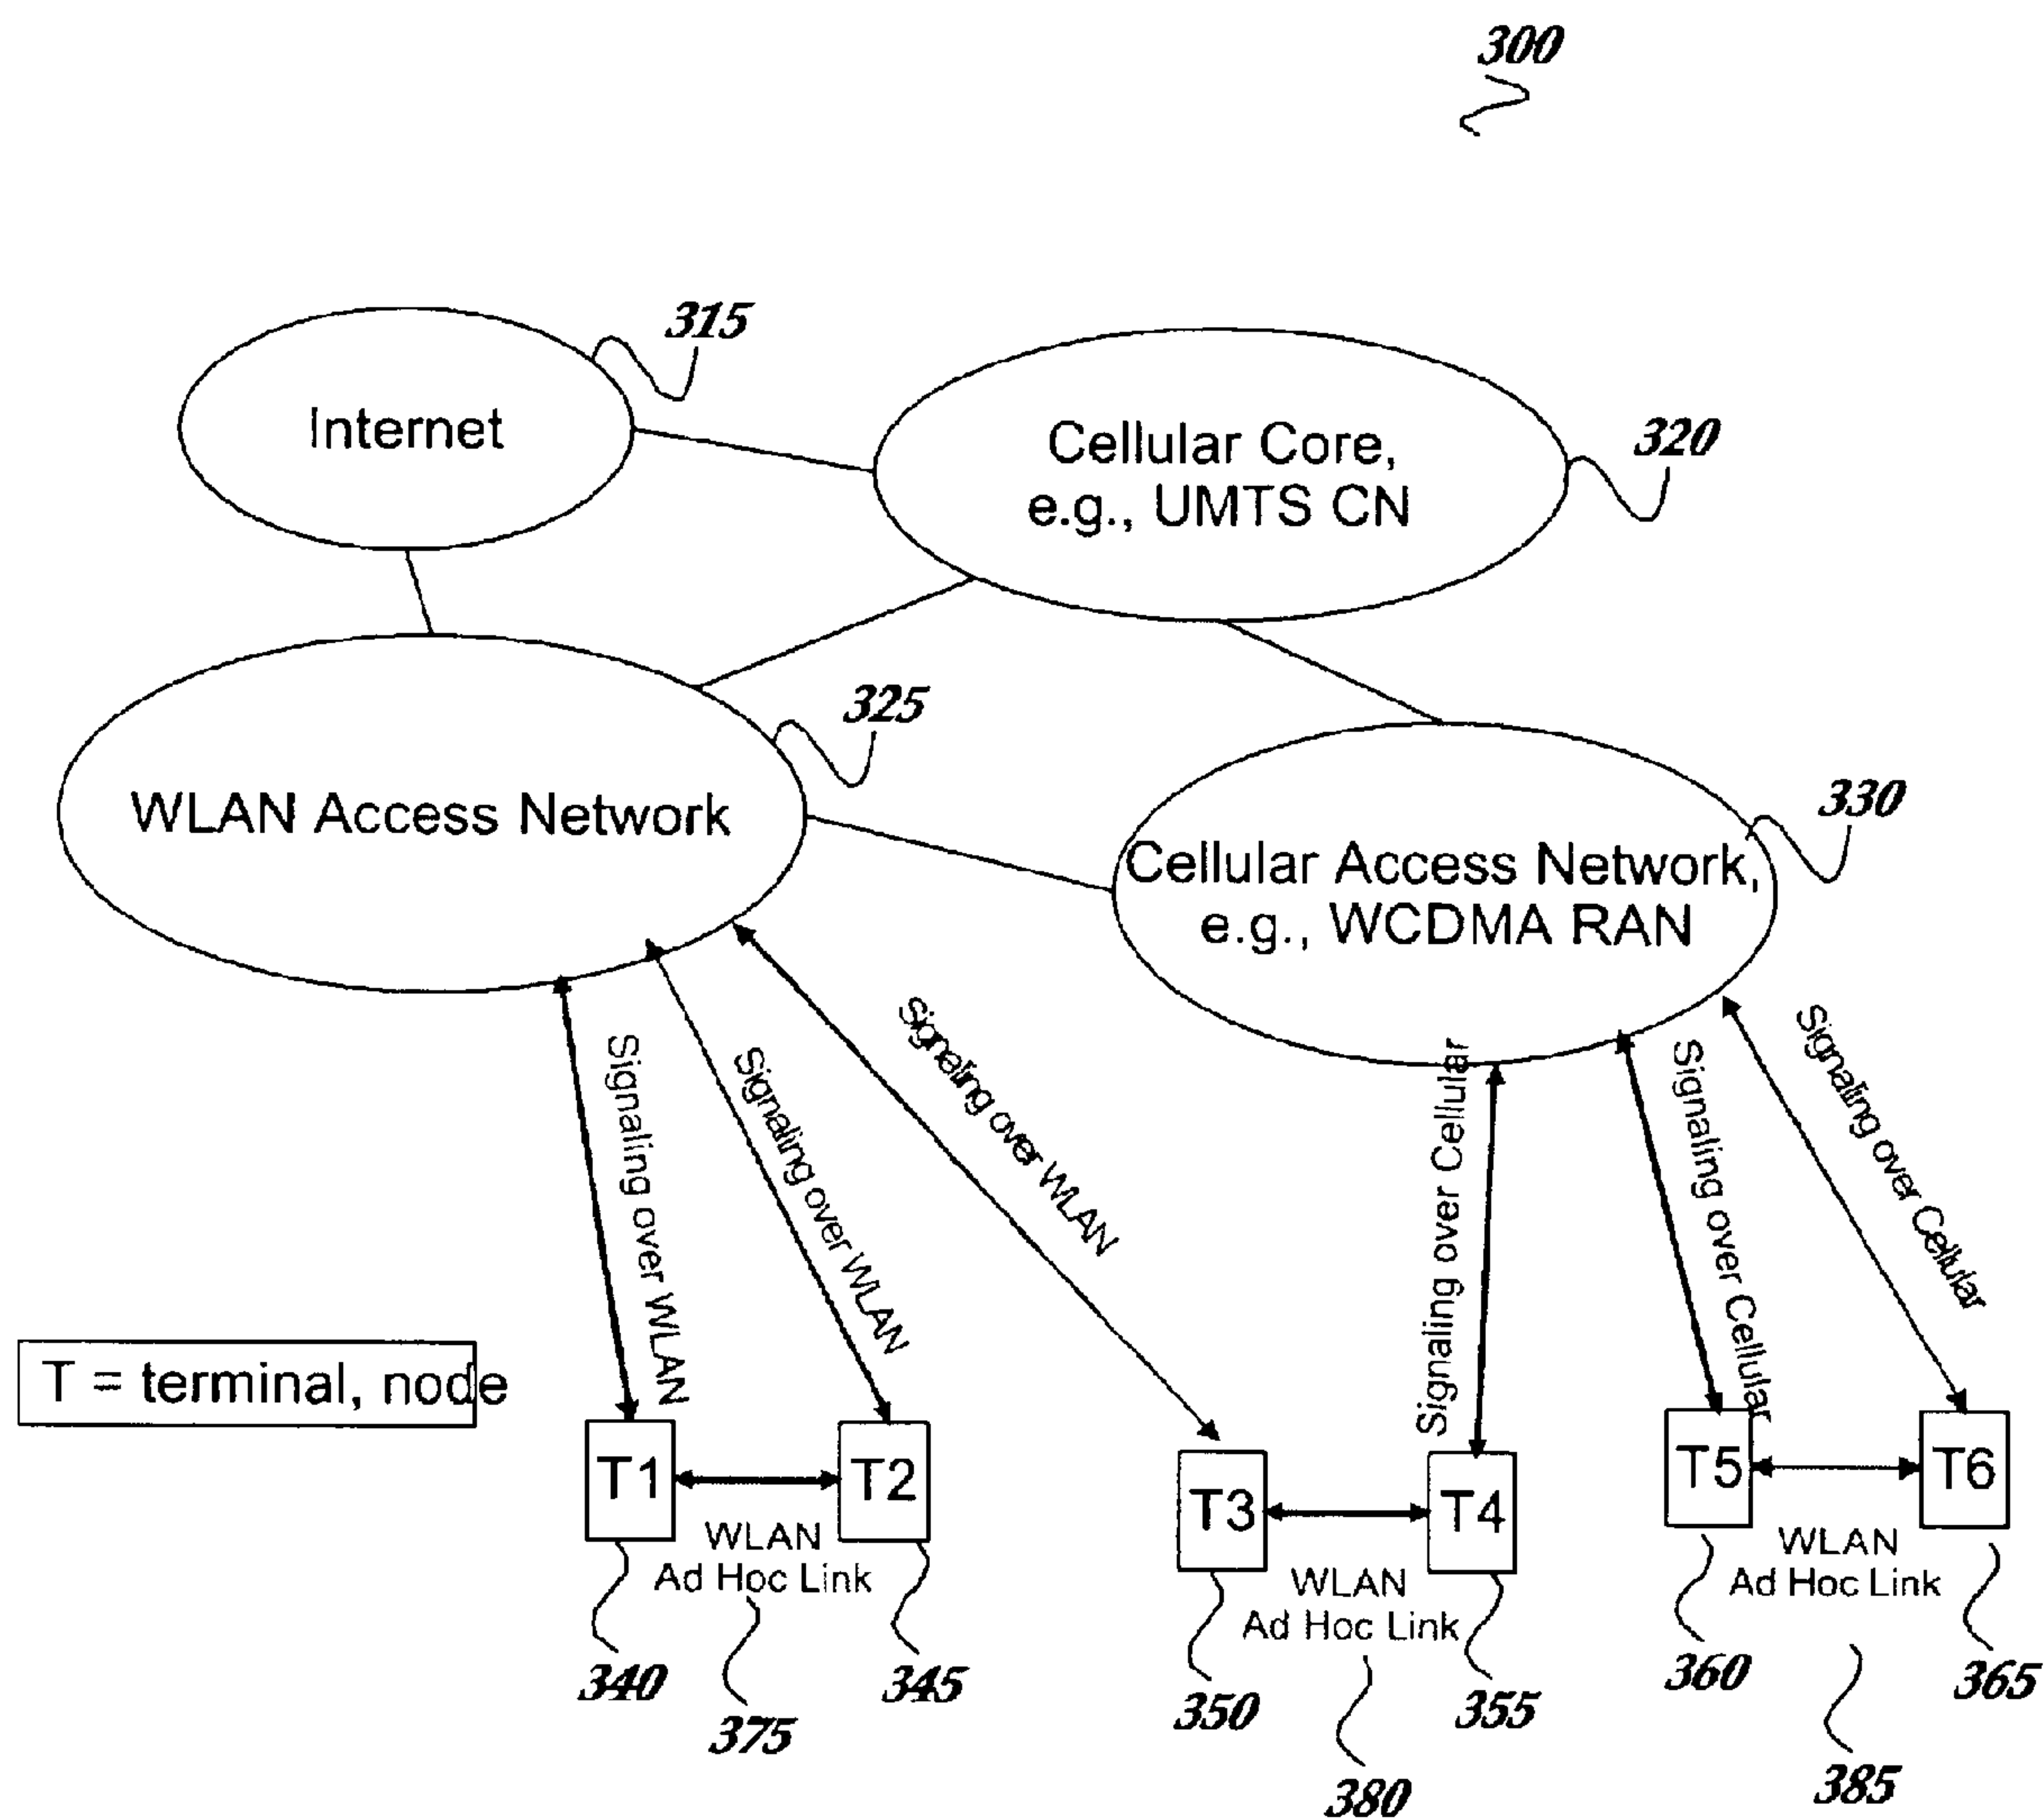 300
315
Internet
Cellular Core,
e.g., UMTS CN
320
325
WLAN Access Network
330
Cellular Access Network,
e.g., WCDMA RAN
Signaling over WLAN
Signaling over WLAN
Signaling over WLAN
Signaling over Cellular
Signaling over Cellular
Signaling over Cellular
T = terminal, node
T1
T2
T3
T4
T5
T6
WLAN
Ad Hoc Link
WLAN
Ad Hoc Link
WLAN
Ad Hoc Link
340
345
350
355
360
365
375
380
385